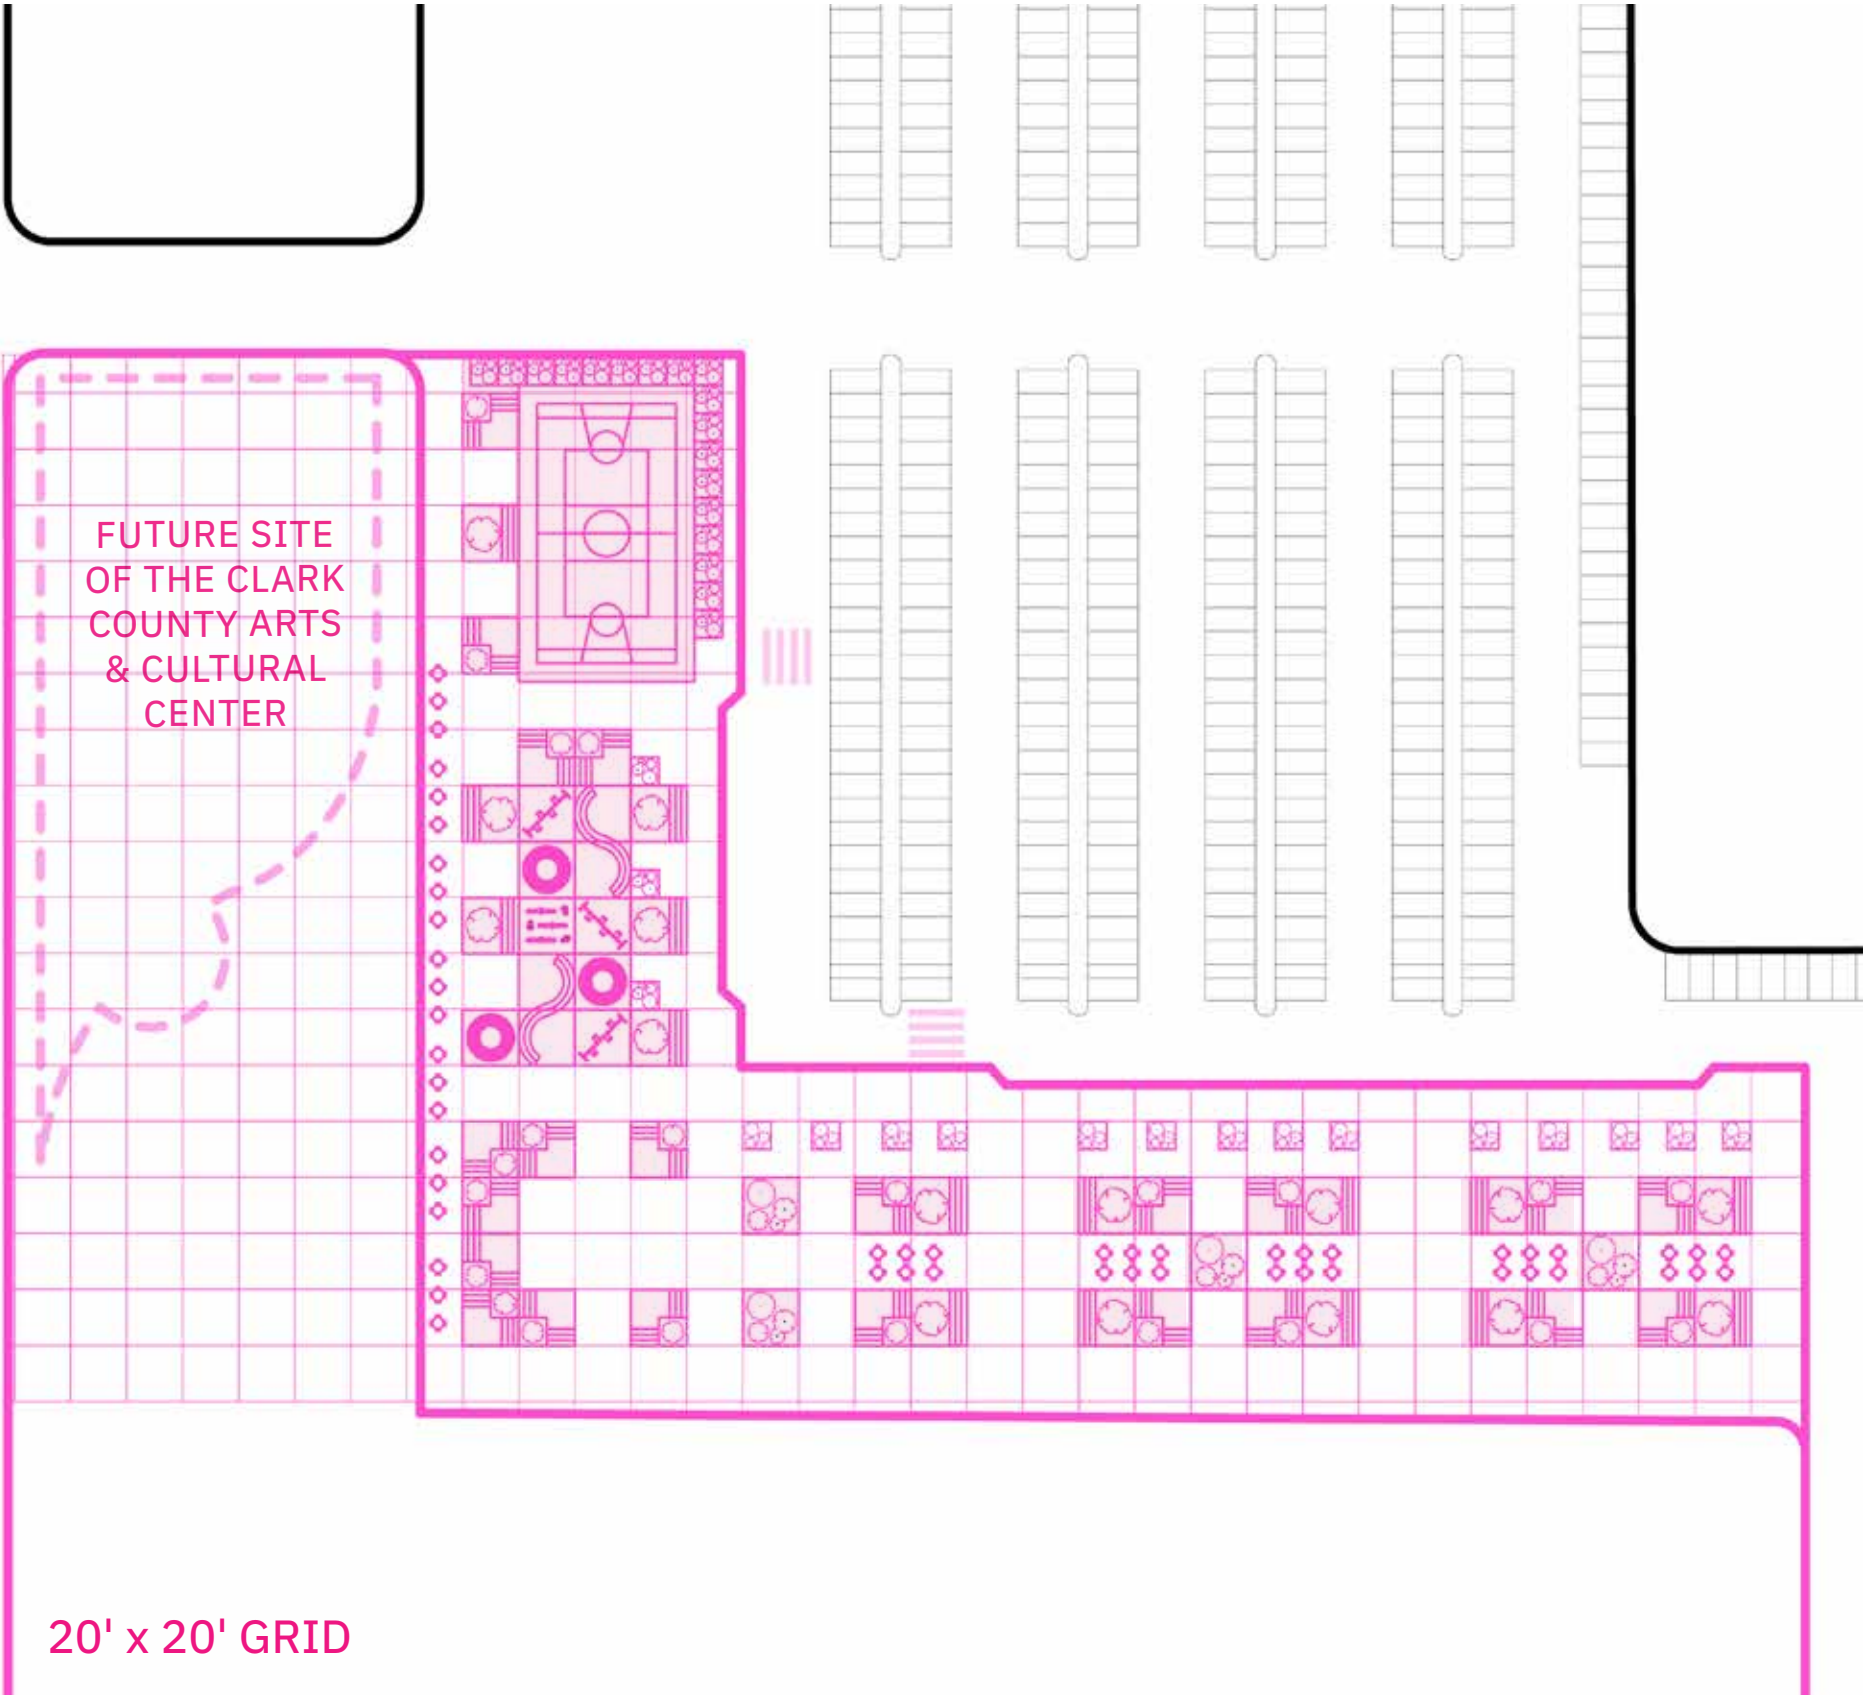 FUTURE SITE
OF THE CLARK
COUNTY ARTS
& CULTURAL
CENTER
20' x 20' GRID